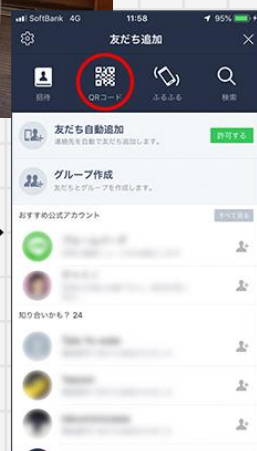 SoftBank 4G 11:58 95%
友だち追加
招待 QRコード ふるふる 検索
友だち自動追加
連絡先を自動で友だち追加します。
許可する
グループ作成
友だちとグループを作成します。
おすすめ公式アカウント すべて見る
知り合いかも? 24